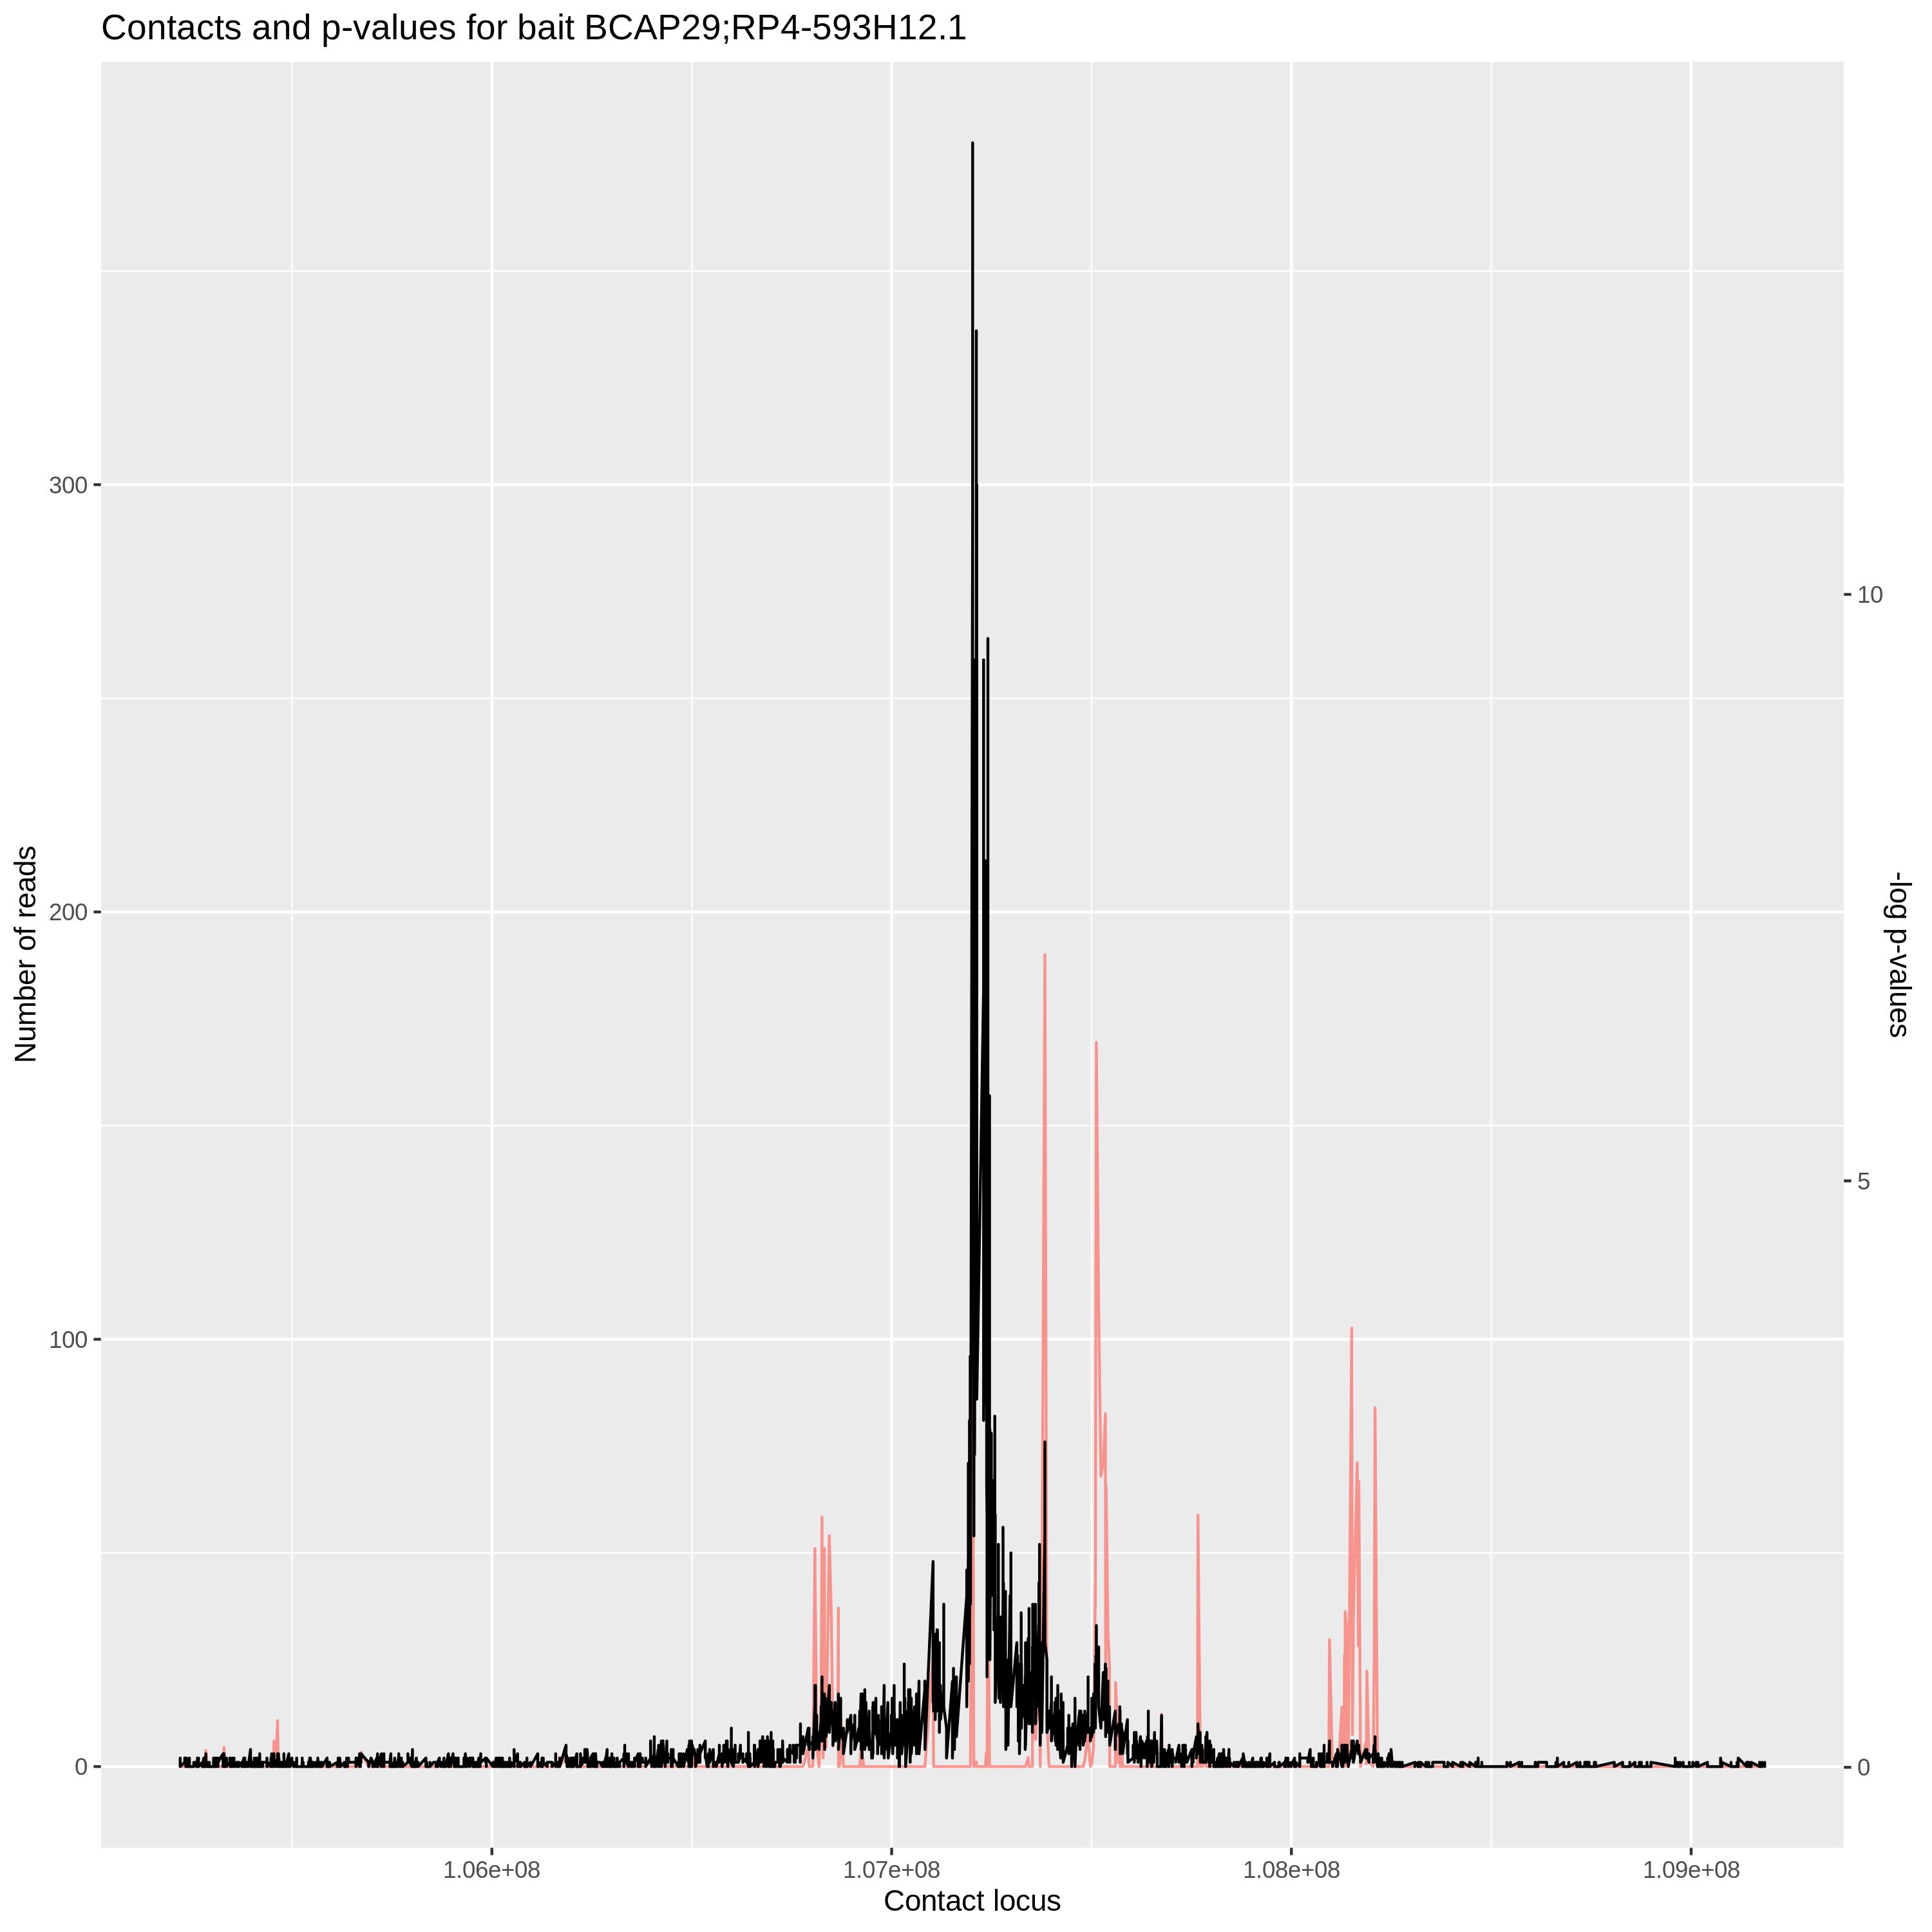 Contacts and p-values for bait BCAP29;RP4-593H12.1
Number of reads
300
200
100
0
10
5
0
-log p-values
1.06e+08
1.07e+08
1.08e+08
1.09e+08
Contact locus